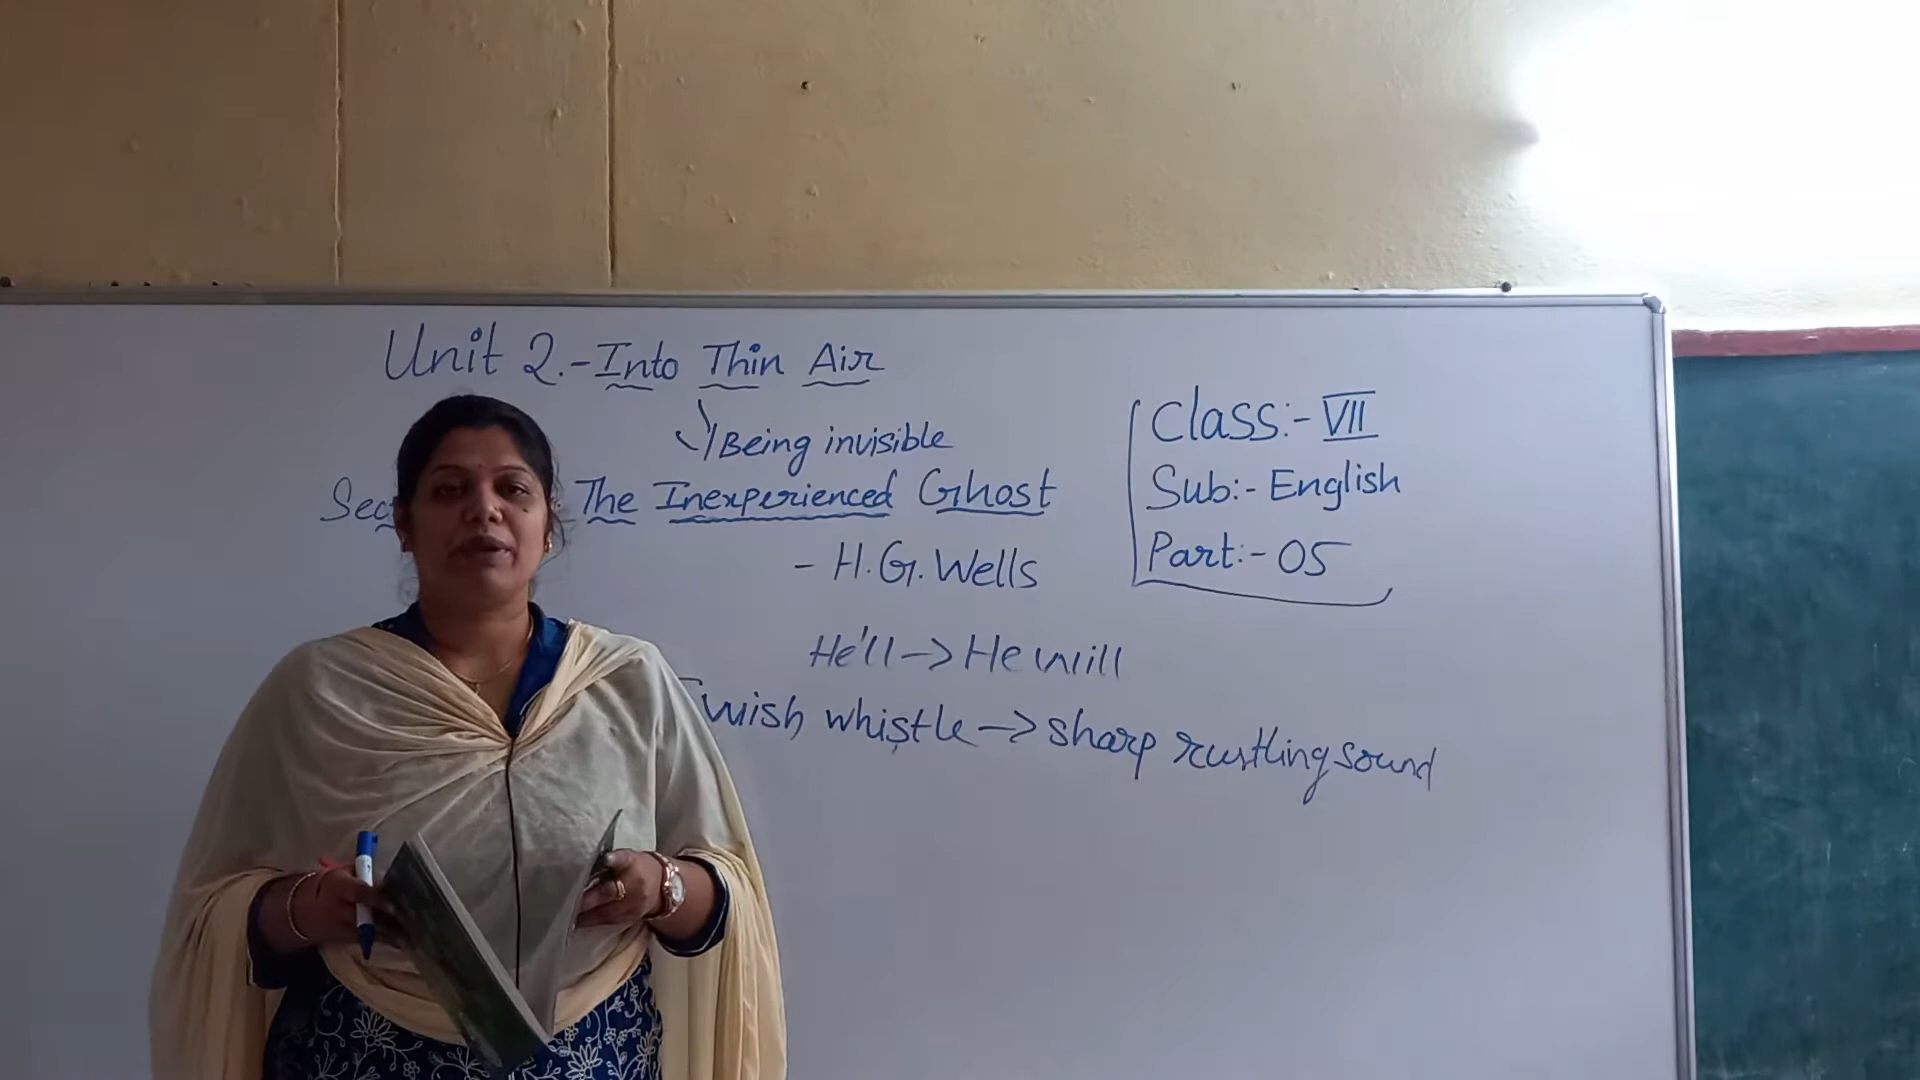 Unit 2.-Into Thin Air
Being invisible
The Inexperienced Ghost
- H.G.Wells
Class:- VII
Sub:- English
Part:- 05
He'll -> He will
whistle -> sharp rustling sound